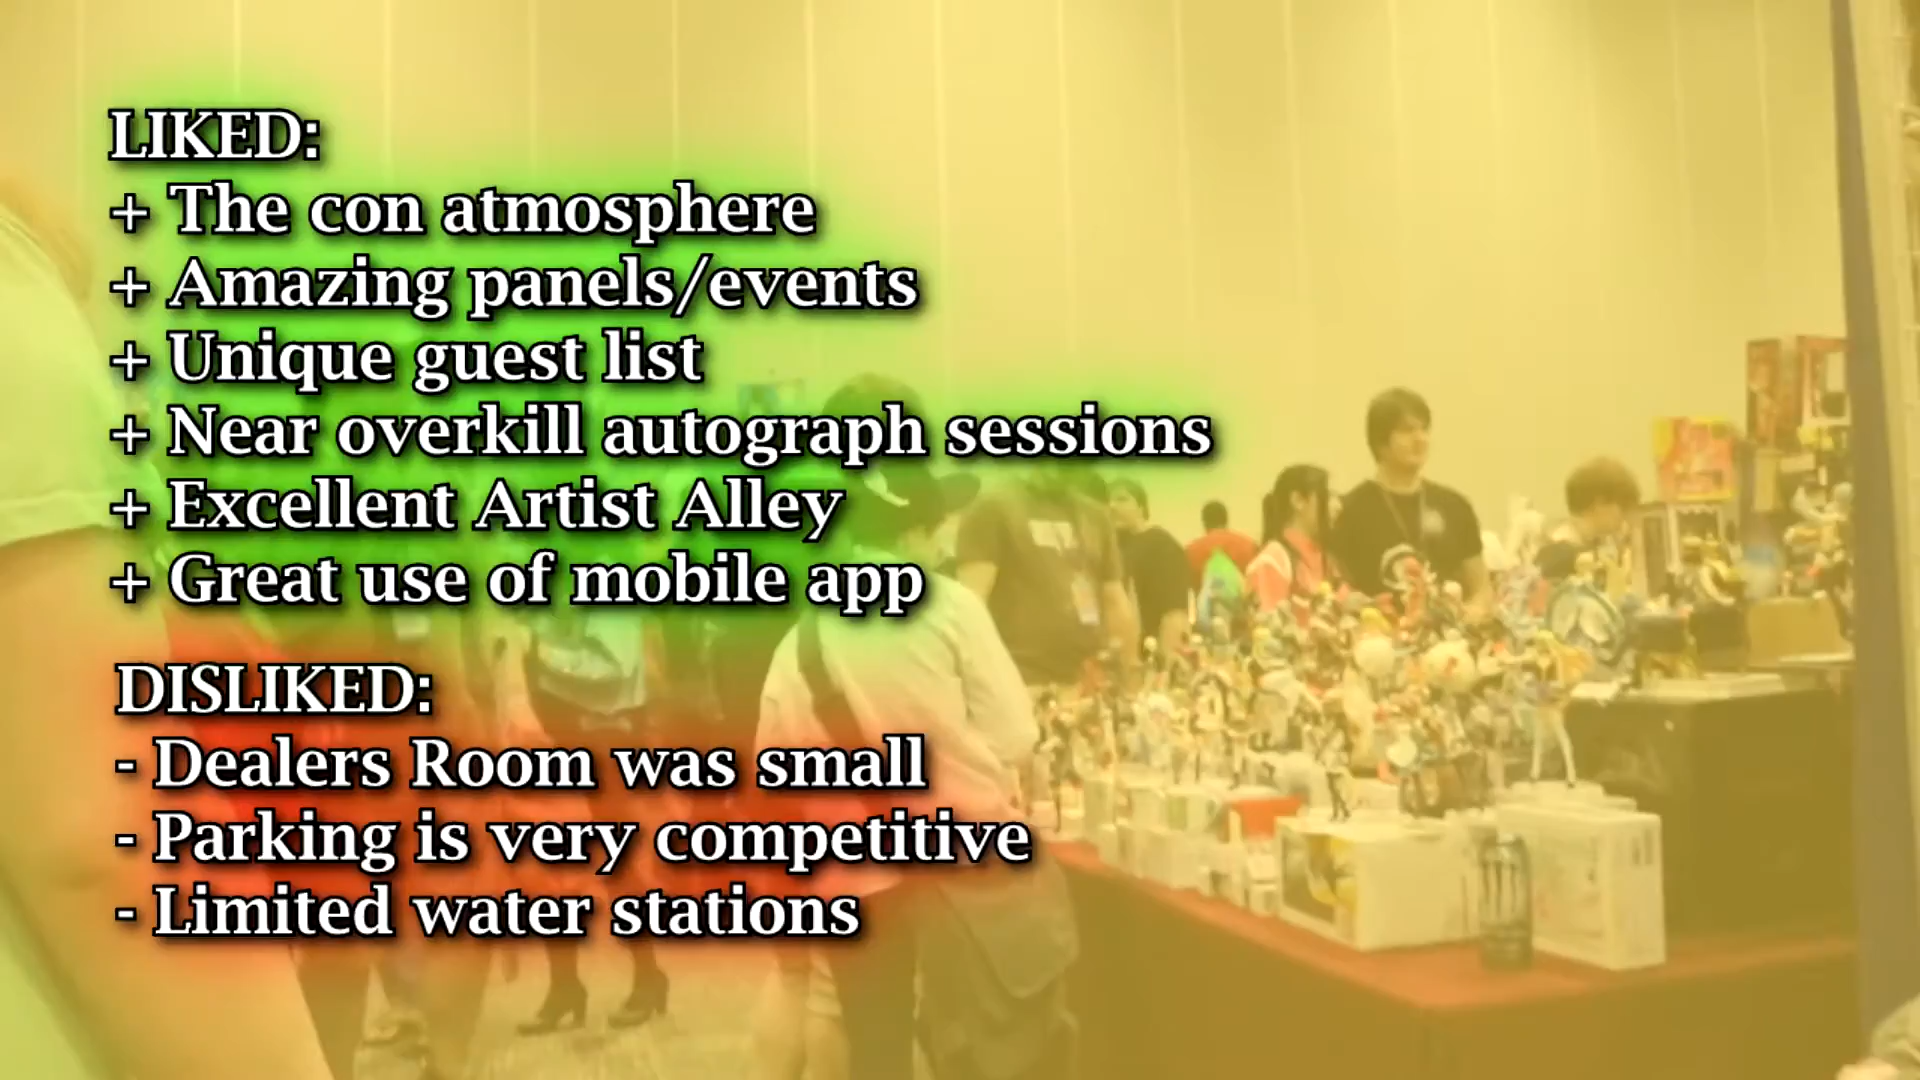 LIKED:
+ The con atmosphere
+ Amazing panels/events
+ Unique guest list
+ Near overkill autograph sessions
+ Excellent Artist Alley
+ Great use of mobile app
DISLIKED:
- Dealers Room was small
- Parking is very competitive
- Limited water stations